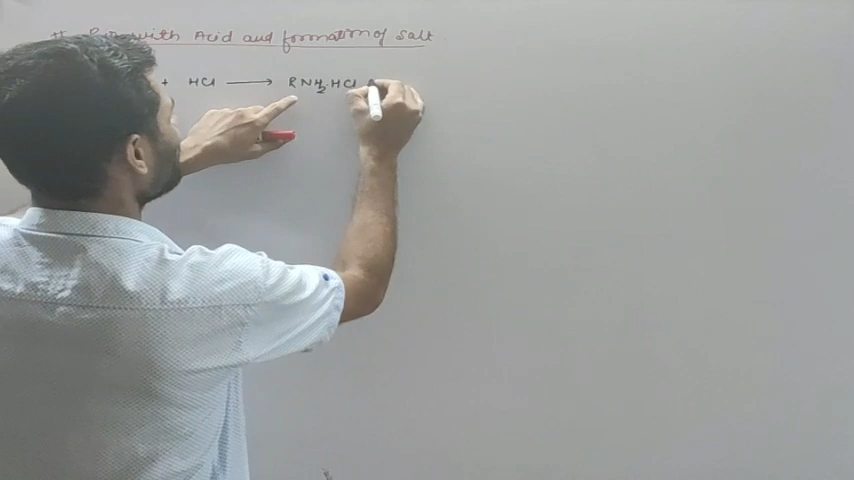 with Acid and formation of salt.
+ HCl ⟶ RNH₂.HCl